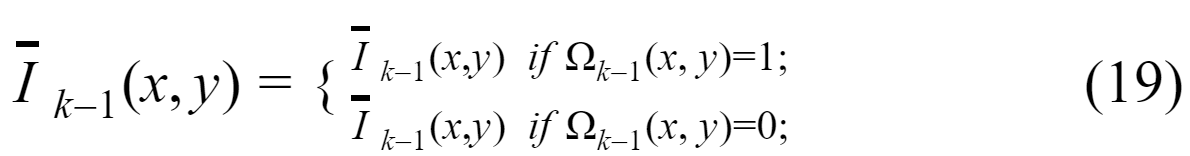 I̅ k−1(x, y) = { I̅ k−1(x,y) if Ωk−1(x, y)=1;
I̅ k−1(x,y) if Ωk−1(x, y)=0;
(19)